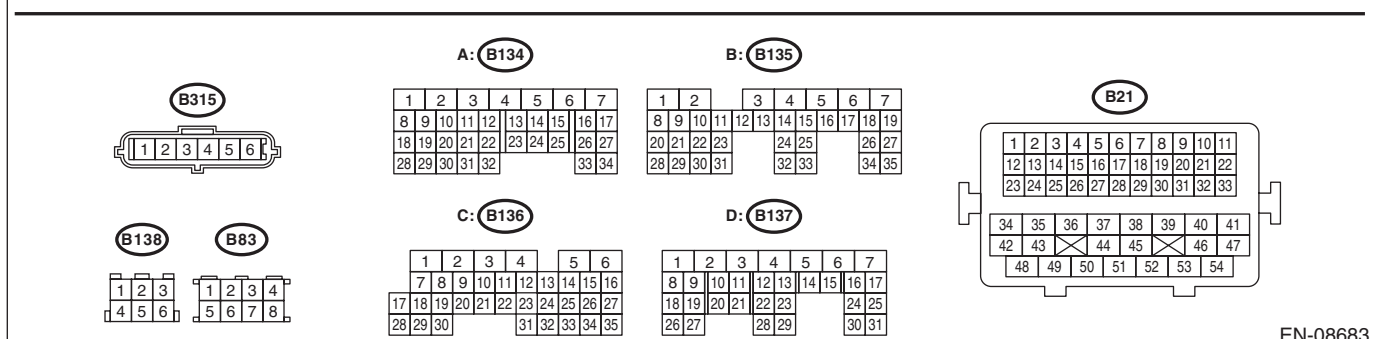 A: B134
B: B135
B315
B21
1 2 3 4 5 6 7
8 9 10 11 12 13 14 15 16 17
18 19 20 21 22 23 24 25 26 27
28 29 30 31 32 33 34
1 2 3 4 5 6 7
8 9 10 11 12 13 14 15 16 17 18 19
20 21 22 23 24 25 26 27
28 29 30 31 32 33 34 35
1 2 3 4 5 6
1 2 3 4 5 6 7 8 9 10 11
12 13 14 15 16 17 18 19 20 21 22
23 24 25 26 27 28 29 30 31 32 33
34 35 36 37 38 39 40 41
42 43 44 45 46 47
48 49 50 51 52 53 54
C: B136
D: B137
B138
B83
1 2 3
4 5 6
1 2 3 4
5 6 7 8
1 2 3 4 5 6
7 8 9 10 11 12 13 14 15 16
17 18 19 20 21 22 23 24 25 26 27
28 29 30 31 32 33 34 35
1 2 3 4 5 6 7
8 9 10 11 12 13 14 15 16 17
18 19 20 21 22 23 24 25
26 27 28 29 30 31
EN-08683